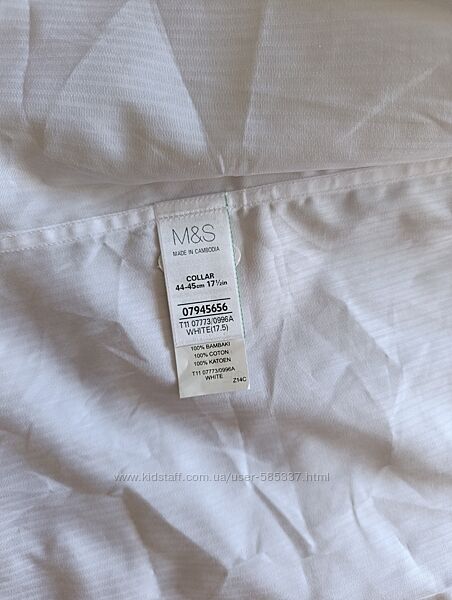 M&S
MADE IN CAMBODIA
COLLAR
44-45cm 17½in
07945656
T11 07773/0996A
WHITE(17.5)
100% BAMBAKI
100% COTON
100% KATOEN
T11 07773/0996A
WHITE Z14C
www.kidstaff.com.ua/user-585337.html